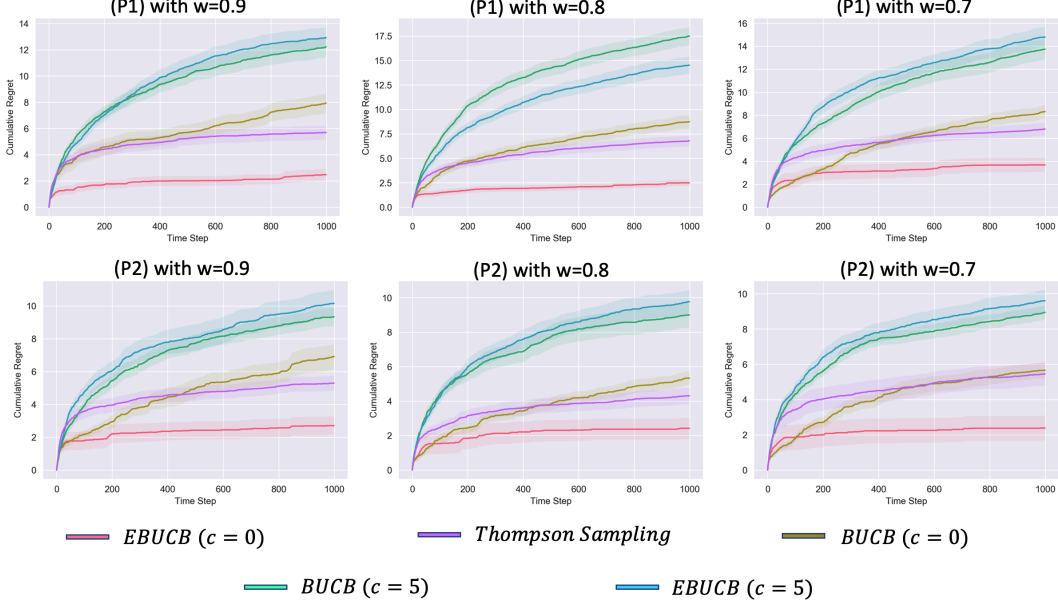 (P1) with w=0.9
(P1) with w=0.8
(P1) with w=0.7
Cumulative Regret
14
12
10
8
6
4
2
0
0 200 400 600 800 1000
Time Step
Cumulative Regret
17.5
15.0
12.5
10.0
7.5
5.0
2.5
0.0
0 200 400 600 800 1000
Time Step
Cumulative Regret
16
14
12
10
8
6
4
2
0
0 200 400 600 800 1000
Time Step
(P2) with w=0.9
(P2) with w=0.8
(P2) with w=0.7
Cumulative Regret
10
8
6
4
2
0
0 200 400 600 800 1000
Time Step
Cumulative Regret
10
8
6
4
2
0
0 200 400 600 800 1000
Time Step
Cumulative Regret
10
8
6
4
2
0
0 200 400 600 800 1000
Time Step
EBUCB (c = 0)
Thompson Sampling
BUCB (c = 0)
BUCB (c = 5)
EBUCB (c = 5)